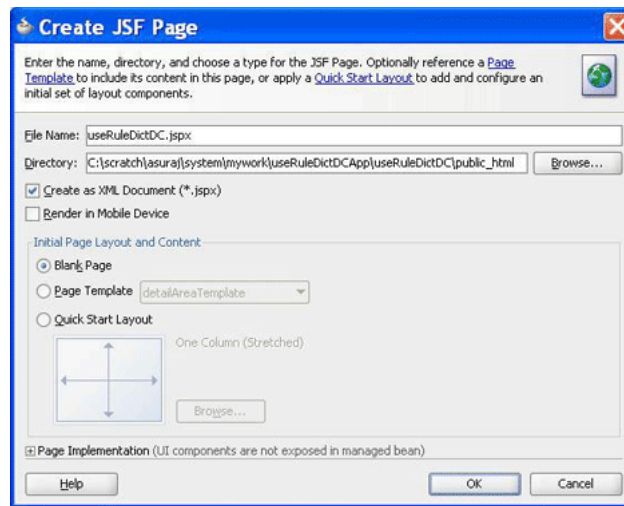 Create JSF Page
Enter the name, directory, and choose a type for the JSF Page. Optionally reference a Page
Template to include its content in this page, or apply a Quick Start Layout to add and configure an
initial set of layout components.
File Name: useRuleDictDC.jspx
Directory: C:\scratch\asuraj\system\mywork\useRuleDictDCApp\useRuleDictDC\public_html Browse...
Create as XML Document (*.jspx)
Render in Mobile Device
Initial Page Layout and Content
Blank Page
Page Template detailAreaTemplate
Quick Start Layout
One Column (Stretched)
Browse...
Page Implementation (UI components are not exposed in managed bean)
Help OK Cancel